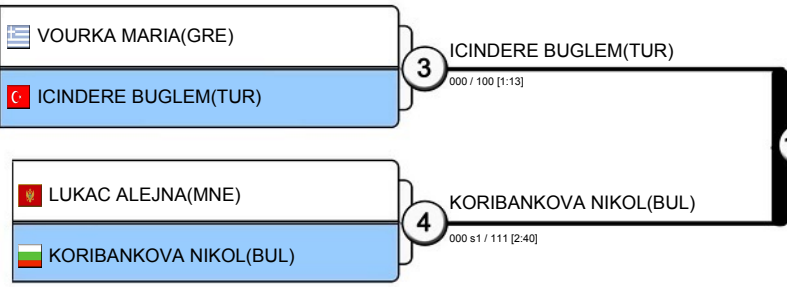 VOURKA MARIA(GRE)
ICINDERE BUGLEM(TUR)
3
ICINDERE BUGLEM(TUR)
000 / 100 [1:13]
LUKAC ALEJNA(MNE)
KORIBANKOVA NIKOL(BUL)
4
KORIBANKOVA NIKOL(BUL)
000 s1 / 111 [2:40]